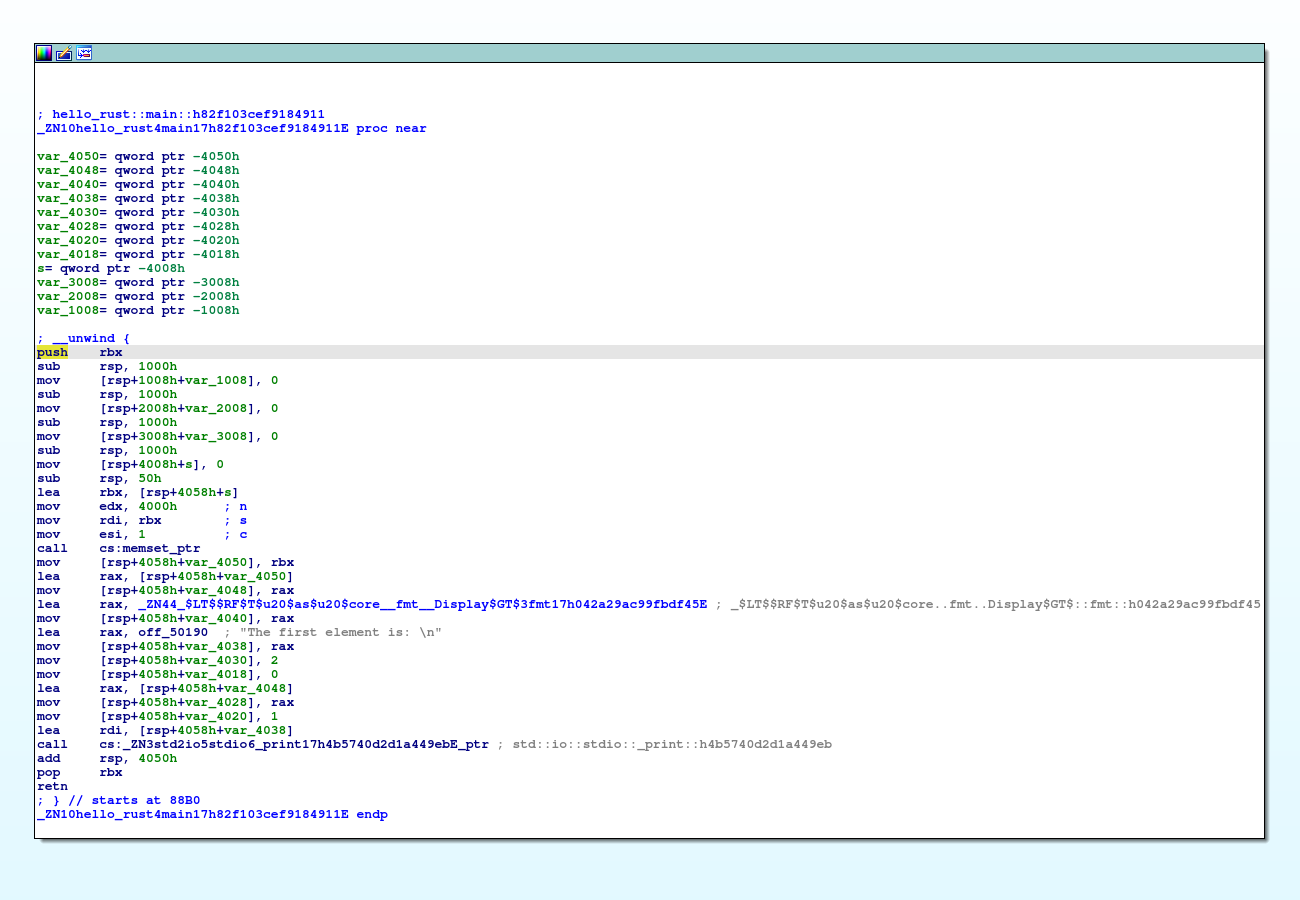 ; hello_rust::main::h82f103cef9184911
_ZN10hello_rust4main17h82f103cef9184911E proc near
var_4050= qword ptr -4050h
var_4048= qword ptr -4048h
var_4040= qword ptr -4040h
var_4038= qword ptr -4038h
var_4030= qword ptr -4030h
var_4028= qword ptr -4028h
var_4020= qword ptr -4020h
var_4018= qword ptr -4018h
s= qword ptr -4008h
var_3008= qword ptr -3008h
var_2008= qword ptr -2008h
var_1008= qword ptr -1008h
; __unwind {
push    rbx
sub     rsp, 1000h
mov     [rsp+1008h+var_1008], 0
sub     rsp, 1000h
mov     [rsp+2008h+var_2008], 0
sub     rsp, 1000h
mov     [rsp+3008h+var_3008], 0
sub     rsp, 1000h
mov     [rsp+4008h+s], 0
sub     rsp, 50h
lea     rbx, [rsp+4058h+s]
mov     edx, 4000h      ; n
mov     rdi, rbx        ; s
mov     esi, 1          ; c
call    cs:memset_ptr
mov     [rsp+4058h+var_4050], rbx
lea     rax, [rsp+4058h+var_4050]
mov     [rsp+4058h+var_4048], rax
lea     rax, _ZN44_$LT$$RF$T$u20$as$u20$core__fmt__Display$GT$3fmt17h042a29ac99fbdf45E ; _$LT$$RF$T$u20$as$u20$core..fmt..Display$GT$::fmt::h042a29ac99fbdf45
mov     [rsp+4058h+var_4040], rax
lea     rax, off_50190  ; "The first element is: \n"
mov     [rsp+4058h+var_4038], rax
mov     [rsp+4058h+var_4030], 2
mov     [rsp+4058h+var_4018], 0
lea     rax, [rsp+4058h+var_4048]
mov     [rsp+4058h+var_4028], rax
mov     [rsp+4058h+var_4020], 1
lea     rdi, [rsp+4058h+var_4038]
call    cs:_ZN3std2io5stdio6_print17h4b5740d2d1a449ebE_ptr ; std::io::stdio::_print::h4b5740d2d1a449eb
add     rsp, 4050h
pop     rbx
retn
; } // starts at 88B0
_ZN10hello_rust4main17h82f103cef9184911E endp